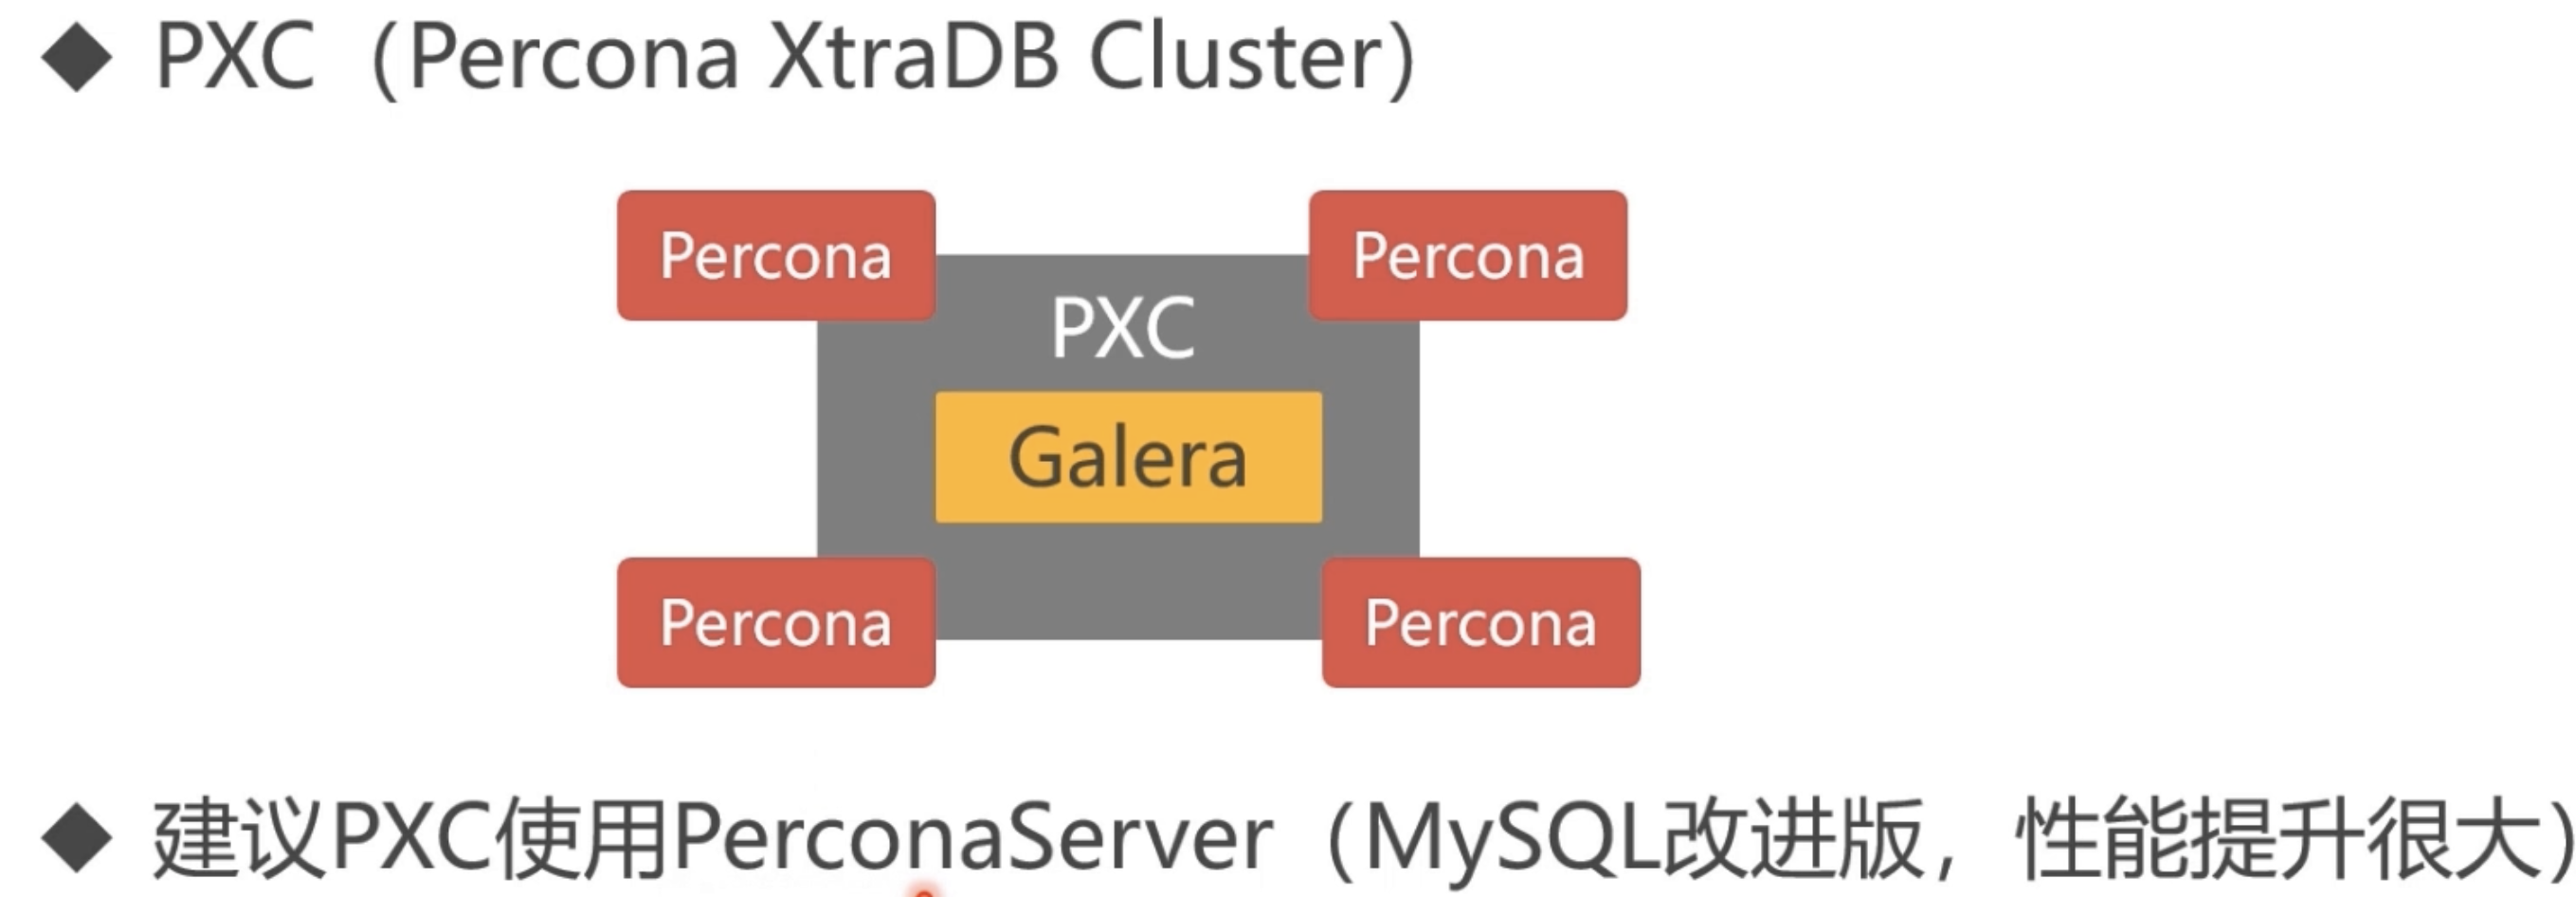 PXC（Percona XtraDB Cluster）
Percona Percona
PXC
Galera
Percona Percona
建议PXC使用PerconaServer（MySQL改进版，性能提升很大）